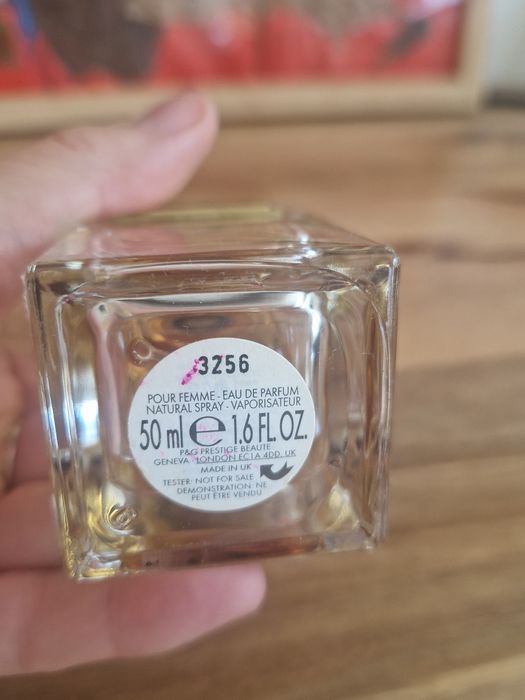 3256
POUR FEMME - EAU DE PARFUM
NATURAL SPRAY - VAPORISATEUR
50 ml e 1.6 FL. OZ.
P&G PRESTIGE BEAUTE
GENEVA - LONDON EC1A 4DD, UK
MADE IN UK
TESTER: NOT FOR SALE
DEMONSTRATION: NE
PEUT ÊTRE VENDU